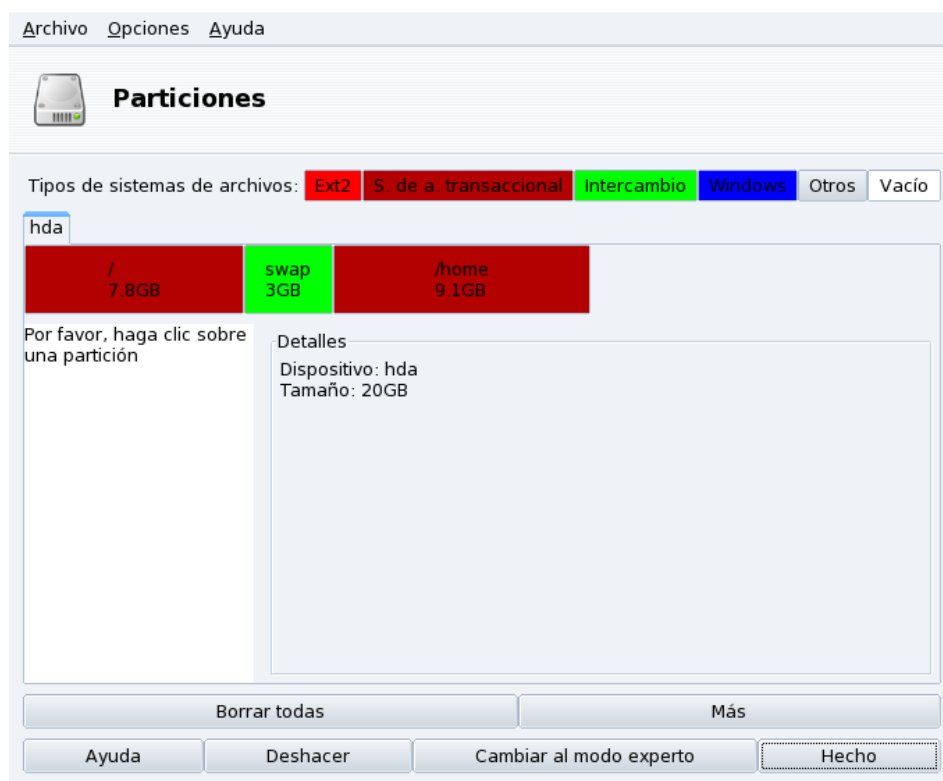 Archivo Opciones Ayuda
Particiones
Tipos de sistemas de archivos: Ext2 S. de a. transaccional Intercambio Windows Otros Vacío
hda
/ swap /home
7.8GB 3GB 9.1GB
Por favor, haga clic sobre
una partición
Detalles
Dispositivo: hda
Tamaño: 20GB
Borrar todas Más
Ayuda Deshacer Cambiar al modo experto Hecho